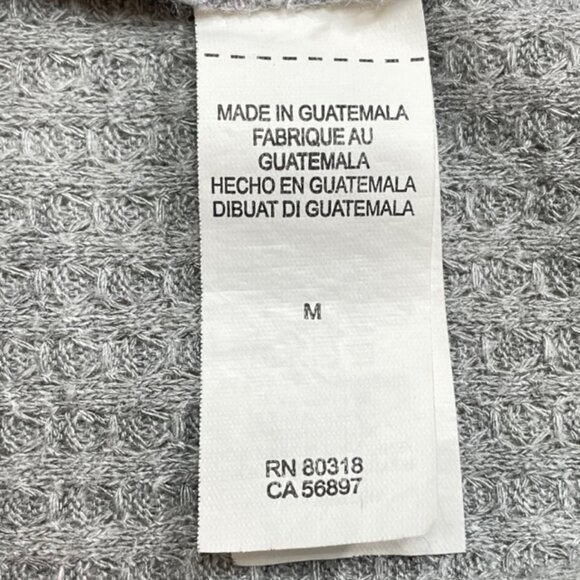 MADE IN GUATEMALA
FABRIQUE AU
GUATEMALA
HECHO EN GUATEMALA
DIBUAT DI GUATEMALA
M
RN 80318
CA 56897